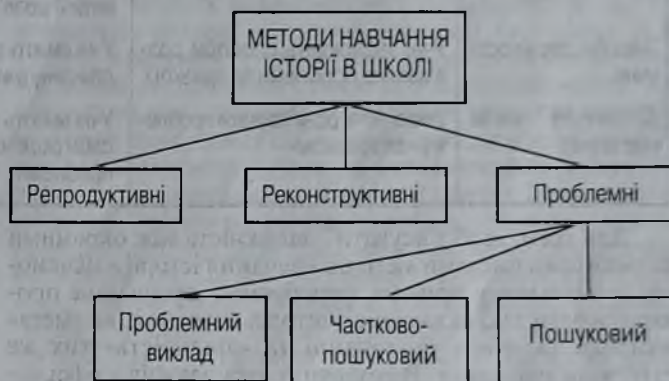 МЕТОДИ НАВЧАННЯ
ІСТОРІЇ В ШКОЛІ
Репродуктивні
Реконструктивні
Проблемні
Проблемний
виклад
Частково-
пошуковий
Пошуковий